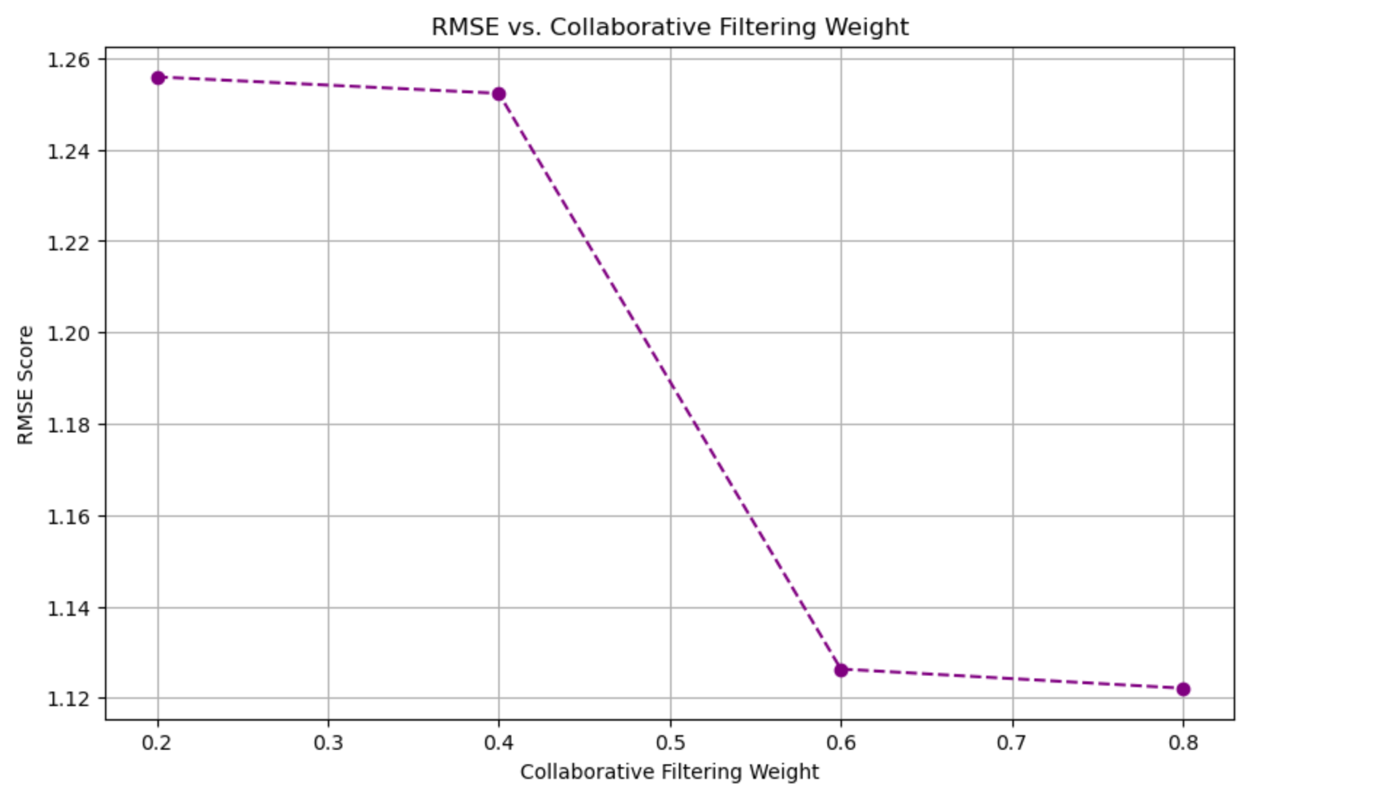 RMSE vs. Collaborative Filtering Weight
1.26
1.24
1.22
1.20
1.18
1.16
1.14
1.12
RMSE Score
0.2 0.3 0.4 0.5 0.6 0.7 0.8
Collaborative Filtering Weight